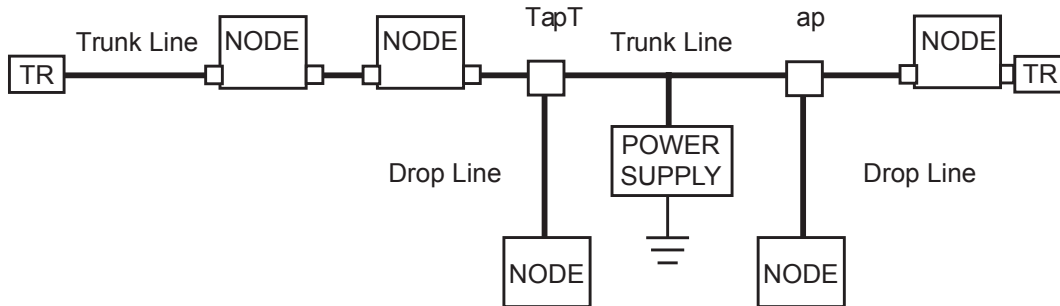 TapT
ap
Trunk Line
NODE
NODE
Trunk Line
NODE
TR
TR
POWER
SUPPLY
Drop Line
Drop Line
NODE
NODE